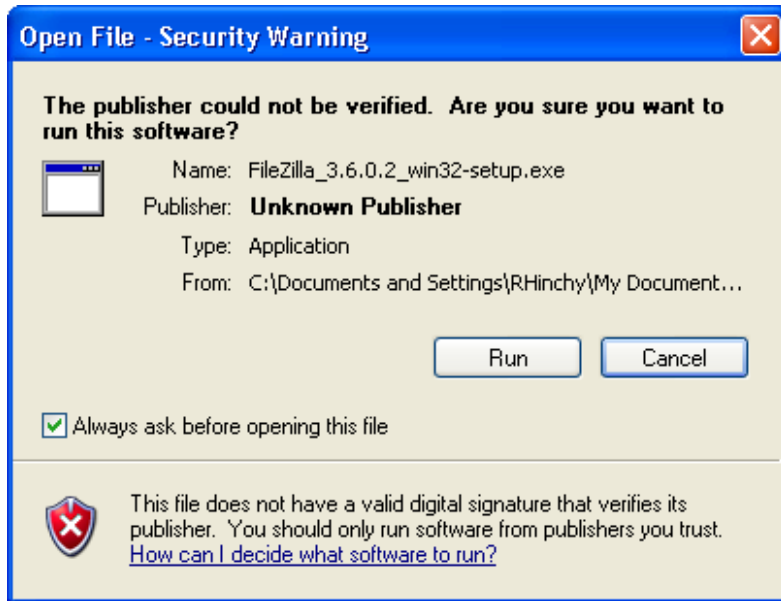 Open File - Security Warning
The publisher could not be verified. Are you sure you want to
run this software?
Name: FileZilla_3.6.0.2_win32-setup.exe
Publisher: Unknown Publisher
Type: Application
From: C:\Documents and Settings\RHinchy\My Document...
Run Cancel
Always ask before opening this file
This file does not have a valid digital signature that verifies its
publisher. You should only run software from publishers you trust.
How can I decide what software to run?